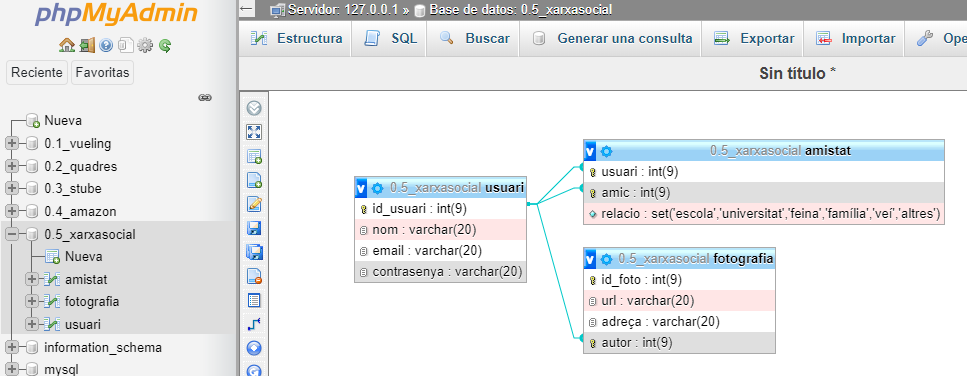 phpMyAdmin
Reciente Favoritas
Nueva
0.1_vueling
0.2_quadres
0.3_stube
0.4_amazon
0.5_xarxasocial
Nueva
amistat
fotografia
usuari
information_schema
mysql
Servidor: 127.0.0.1 » Base de datos: 0.5_xarxasocial
Estructura SQL Buscar Generar una consulta Exportar Importar Ope
Sin título *
v 0.5_xarxasocial usuari
id_usuari : int(9)
nom : varchar(20)
email : varchar(20)
contrasenya : varchar(20)
v 0.5_xarxasocial amistat
usuari : int(9)
amic : int(9)
relacio : set('escola','universitat','feina','família','veí','altres')
v 0.5_xarxasocial fotografia
id_foto : int(9)
url : varchar(20)
adreça : varchar(20)
autor : int(9)